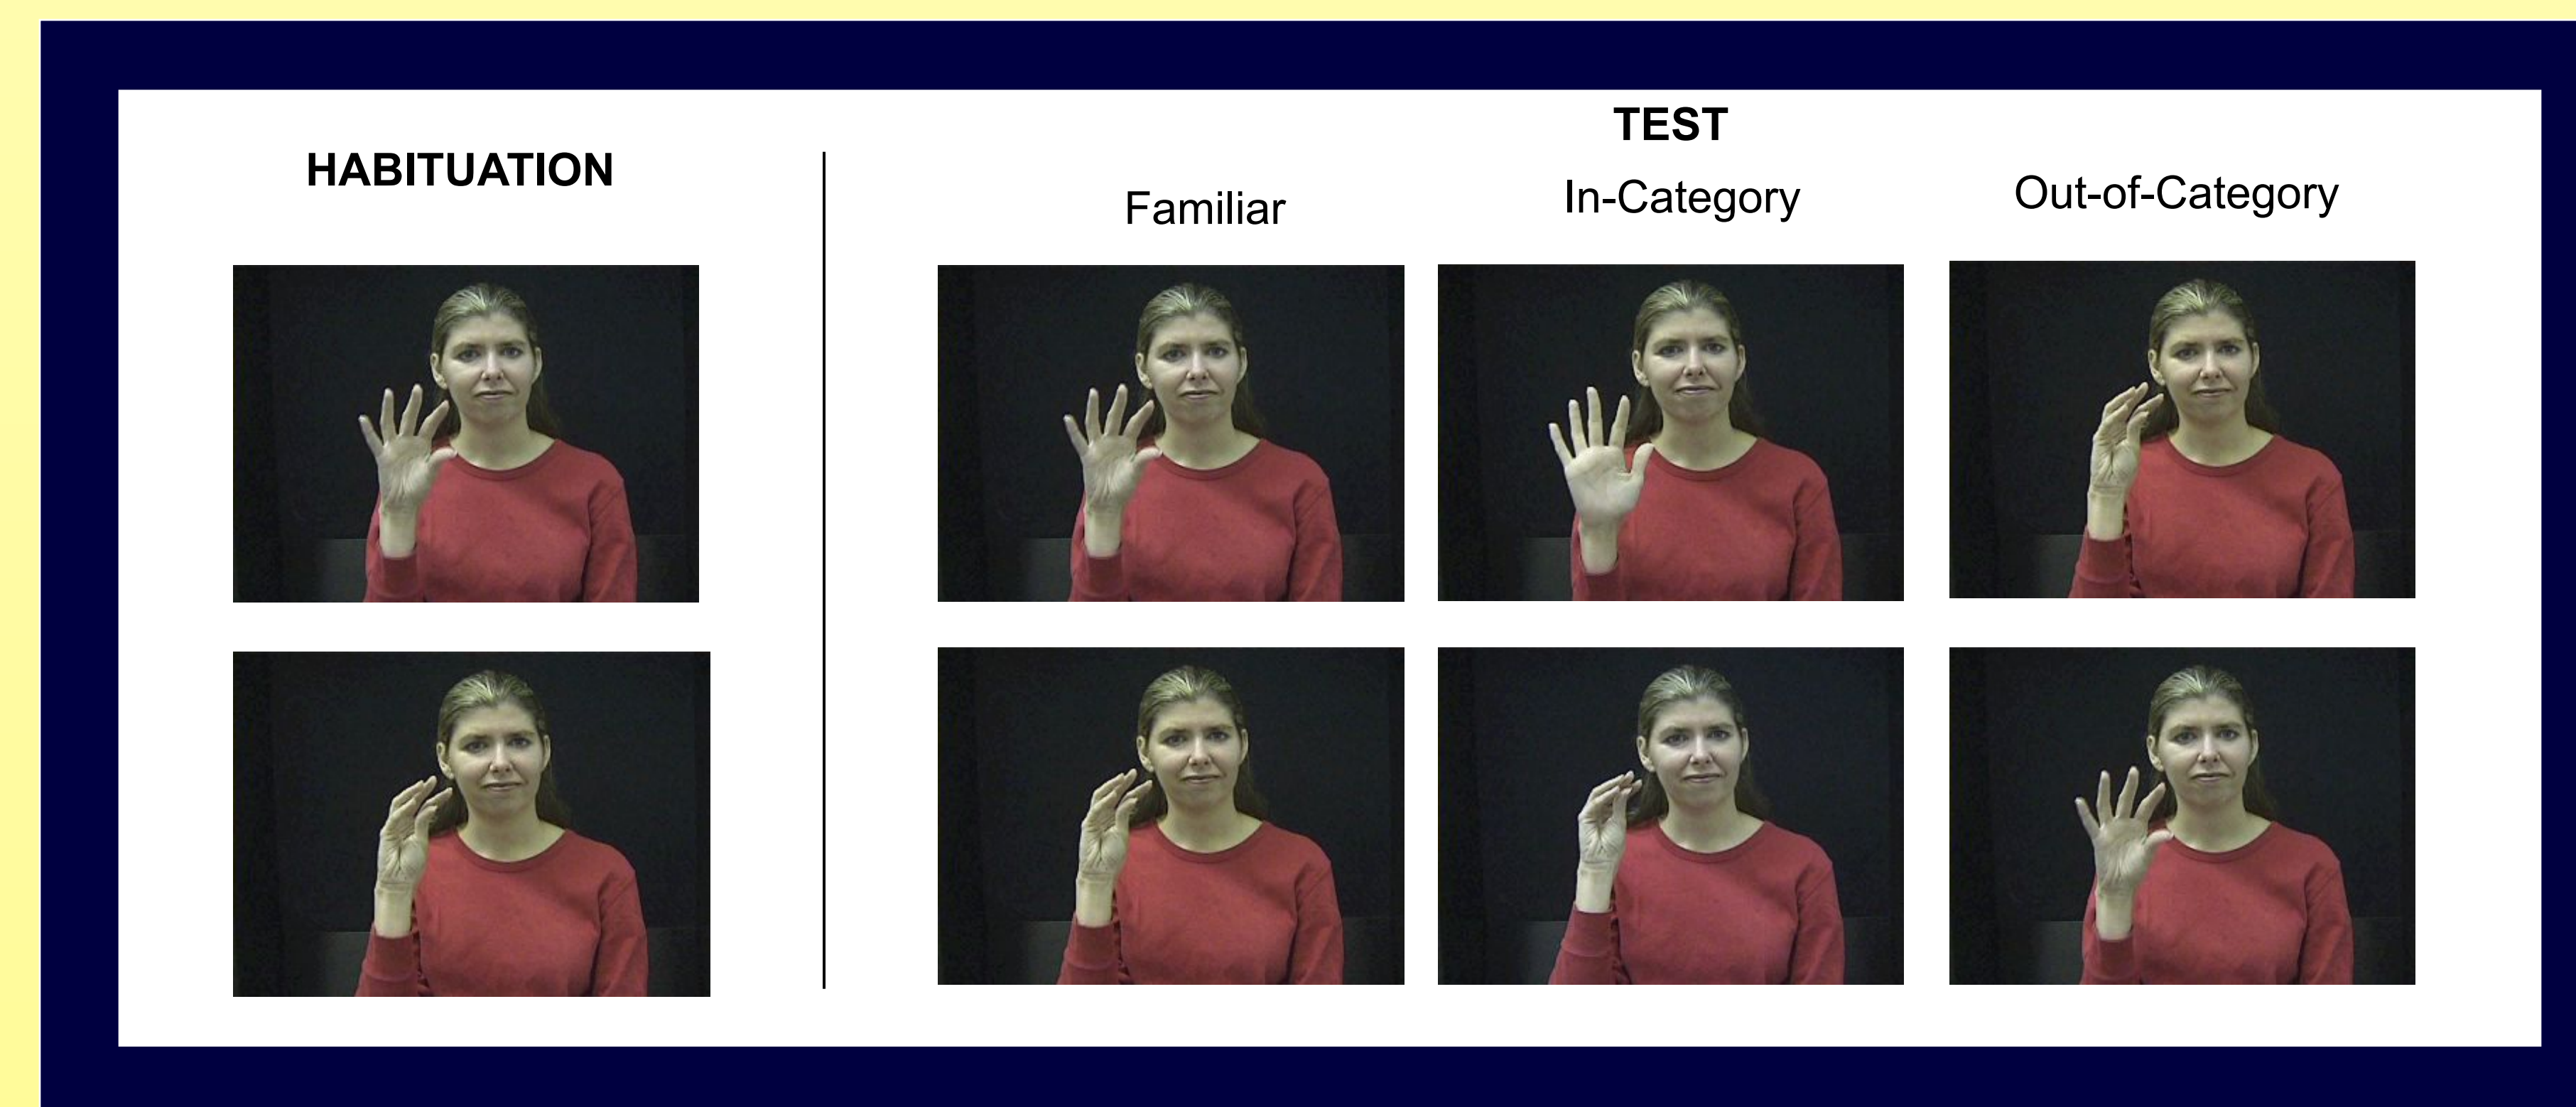 HABITUATION
TEST
Familiar
In-Category
Out-of-Category